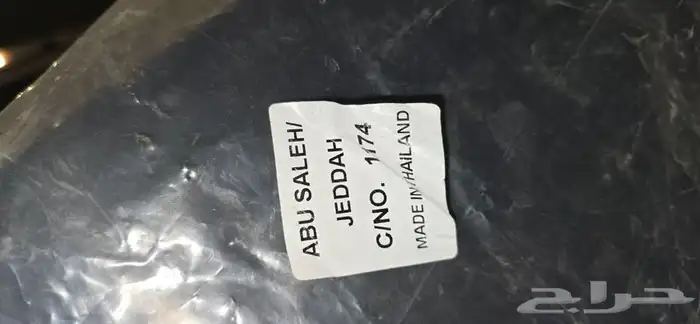 ABU SALEH/
JEDDAH
C/NO. 1/74
MADE IN THAILAND
حراج